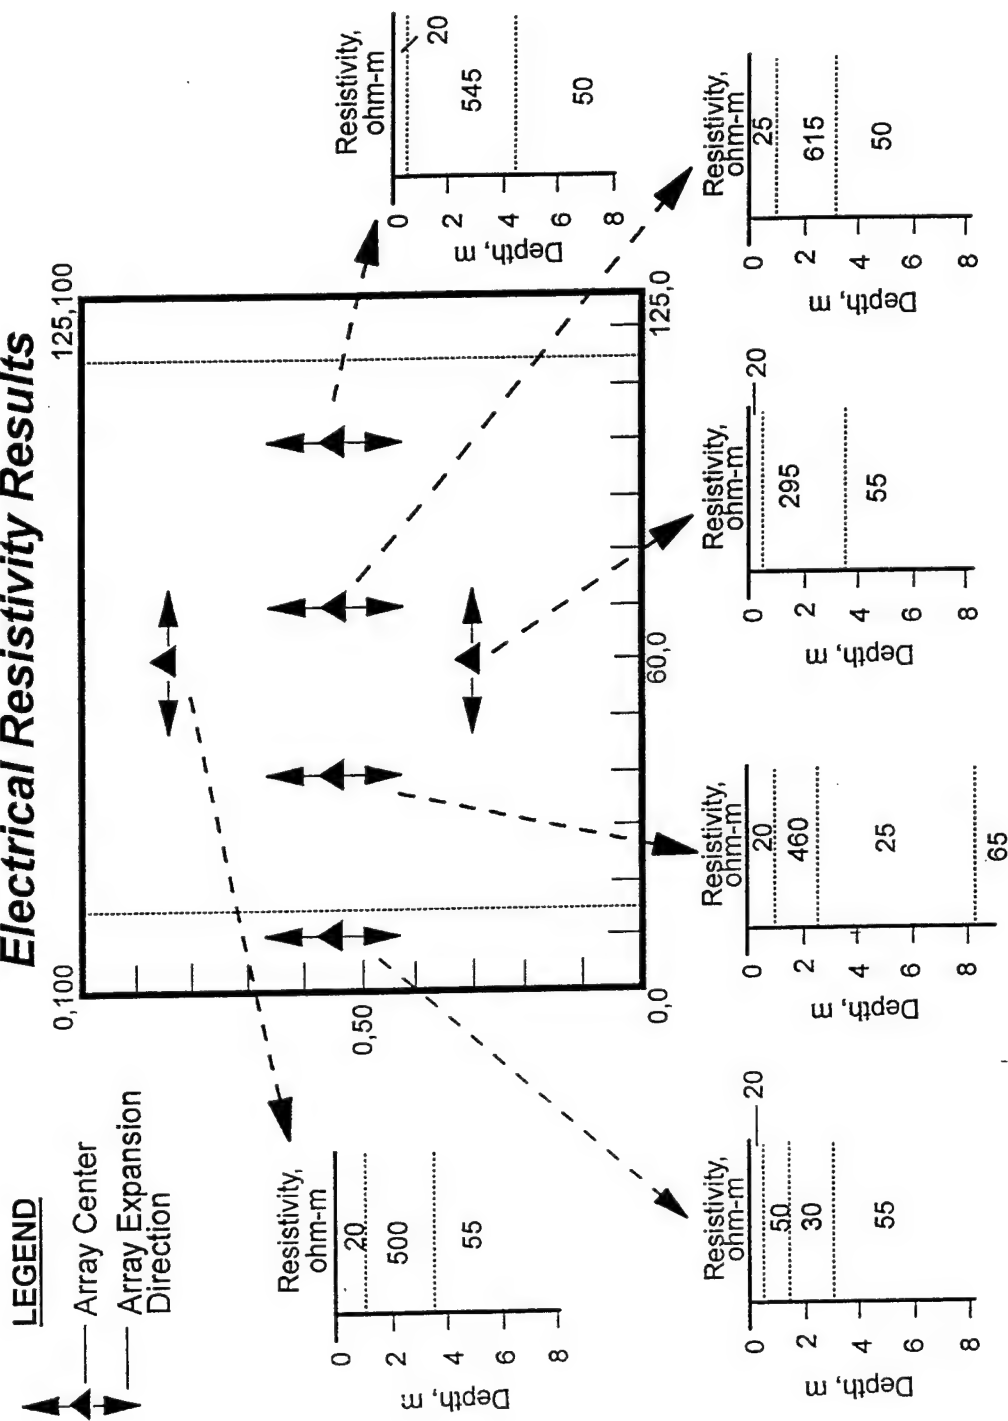 Electrical Resistivity Results
LEGEND
Array Center
Array Expansion
Direction
0,100
125,100
0,50
0,0
60,0
125,0
Resistivity,
ohm-m
20
500
55
0
2
4
6
8
Depth, m
Resistivity,
ohm-m
20
545
50
0
2
4
6
8
Depth, m
Resistivity,
ohm-m
20
50
30
55
0
2
4
6
8
Depth, m
Resistivity,
ohm-m
20
460
25
65
0
2
4
6
8
Depth, m
Resistivity,
ohm-m
20
295
55
0
2
4
6
8
Depth, m
Resistivity,
ohm-m
25
615
50
0
2
4
6
8
Depth, m